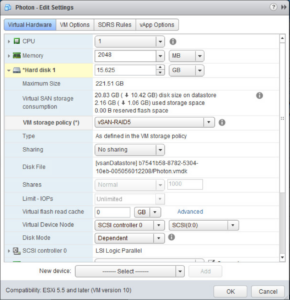 Photon - Edit Settings
Virtual Hardware VM Options SDRS Rules vApp Options
CPU 1
Memory 2048 MB
*Hard disk 1 15.625 GB
Maximum Size 221.51 GB
Virtual SAN storage consumption
20.83 GB ( 10.42 GB) disk size on datastore
2.16 GB ( 1.06 GB) used storage space
0.00 B reserved flash space
VM storage policy (*) vSAN-RAID5
Type As defined in the VM storage policy
Sharing No sharing
Disk File
[vsanDatastore] b7541b58-8782-5304-
10eb-005056012208/Photon.vmdk
Shares Normal 1000
Limit - IOPs Unlimited
Virtual flash read cache 0 GB Advanced
Virtual Device Node SCSI controller 0 SCSI(0:0)
Disk Mode Dependent
SCSI controller 0 LSI Logic Parallel
New device: ------- Select ------- Add
Compatibility: ESXi 5.5 and later (VM version 10) OK Cancel